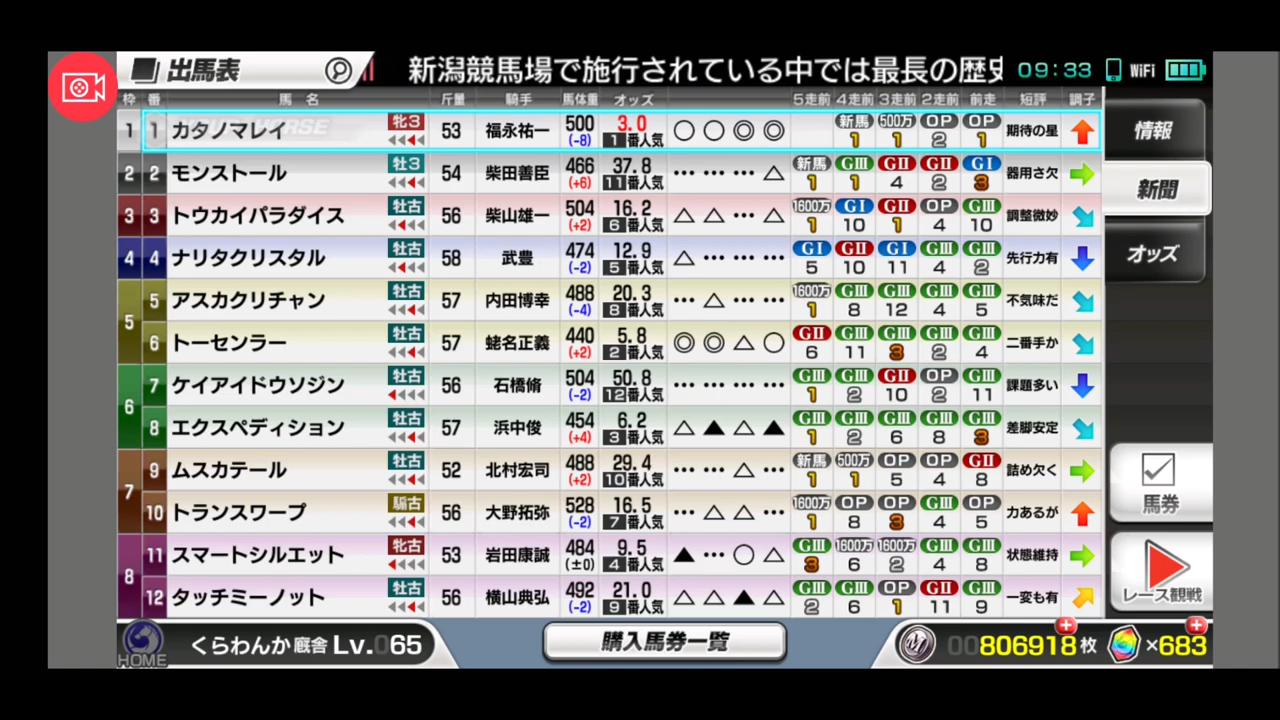 出馬表
新潟競馬場で施行されている中では最長の歴史
09:33
WiFi
枠 番 馬名 斤量 騎手 馬体重 オッズ 5走前 4走前 3走前 2走前 前走 短評 調子
1 1 カタノマレイ 牝3 53 福永祐一 500 (-8) 3.0 1番人気 ○ ○ ◎ ◎ 新馬 1 500万 1 OP 2 OP 1 期待の星
2 2 モンストール 牡3 54 柴田善臣 466 (+6) 37.8 11番人気 … … … △ 新馬 1 GIII 1 GII 4 GII 2 GI 3 器用さ欠
3 3 トウカイパラダイス 牡古 56 柴山雄一 504 (+2) 16.2 6番人気 △ △ … △ 1600万 1 GI 10 GII 1 OP 4 GIII 10 調整微妙
4 4 ナリタクリスタル 牡古 58 武豊 474 (-2) 12.9 5番人気 △ … … … GI 5 GII 10 GI 11 GIII 4 GIII 2 先行力有
5 5 アスカクリチャン 牡古 57 内田博幸 488 (-4) 20.3 8番人気 … △ … … 1600万 1 GIII 8 GIII 12 GIII 4 GIII 5 不気味だ
6 トーセンラー 牡古 57 蛯名正義 440 (+2) 5.8 2番人気 ◎ ◎ △ ○ GII 6 GIII 11 GIII 3 GIII 2 GIII 4 二番手か
6 7 ケイアイドウソジン 牡古 56 石橋脩 504 (-2) 50.8 12番人気 … … … … GIII 1 GIII 2 GII 10 OP 2 GIII 11 課題多い
8 エクスペディション 牡古 57 浜中俊 454 (+4) 6.2 3番人気 △ ▲ △ ▲ GIII 1 GIII 2 GIII 6 GIII 8 GIII 3 差脚安定
7 9 ムスカテール 牡古 52 北村宏司 488 (+2) 29.4 10番人気 … … △ … 新馬 1 500万 1 OP 5 OP 4 GII 8 詰め欠く
10 トランスワープ 騸古 56 大野拓弥 528 (-2) 16.5 7番人気 … △ △ … 1600万 1 OP 8 OP 3 GIII 4 OP 5 力あるが
8 11 スマートシルエット 牝古 53 岩田康誠 484 (±0) 9.5 4番人気 ▲ … ○ △ GIII 3 1600万 6 1600万 2 GIII 4 GIII 8 状態維持
12 タッチミーノット 牡古 56 横山典弘 492 (-2) 21.0 9番人気 △ △ ▲ △ GIII 2 GIII 6 OP 1 GII 11 GIII 9 一変も有
情報
新聞
オッズ
馬券
レース観戦
HOME
くらわんか厩舎 Lv.065
購入馬券一覧
00806918枚
×683